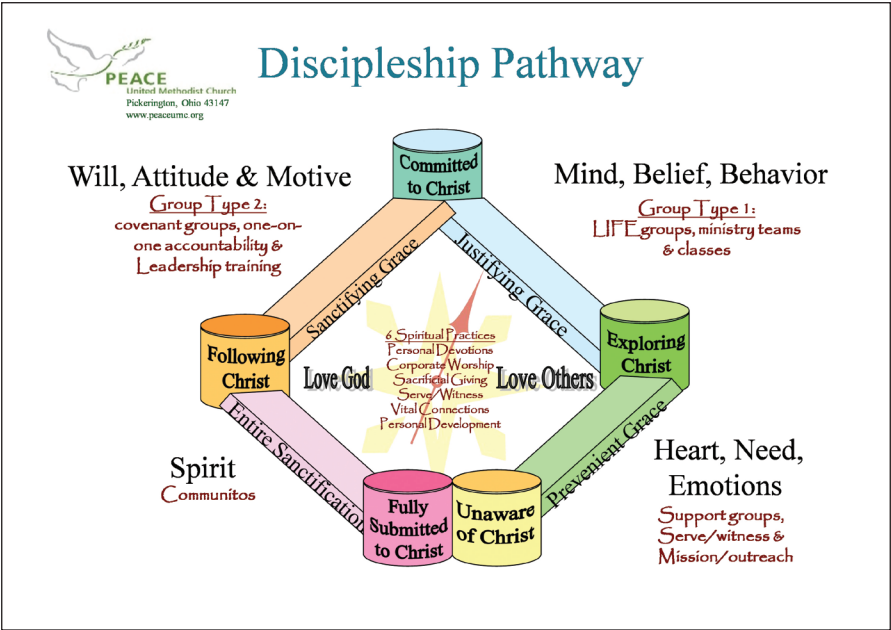 Discipleship Pathway
PEACE
United Methodist Church
Pickerington, Ohio 43147
www.peaceumc.org
Will, Attitude & Motive
Group Type 2:
covenant groups, one-on-
one accountability &
Leadership training
Committed
to Christ
Mind, Belief, Behavior
Group Type 1:
LIFEgroups, ministry teams
& classes
Sanctifying Grace
Justifying Grace
Following
Christ
Exploring
Christ
Love God
6 Spiritual Practices
Personal Devotions
Corporate Worship
Sacrificial Giving
Serve/Witness
Vital Connections
Personal Development
Love Others
Entire Sanctification
Prevenient Grace
Spirit
Communitos
Fully
Submitted
to Christ
Unaware
of Christ
Heart, Need,
Emotions
Support groups,
Serve/witness &
Mission/outreach